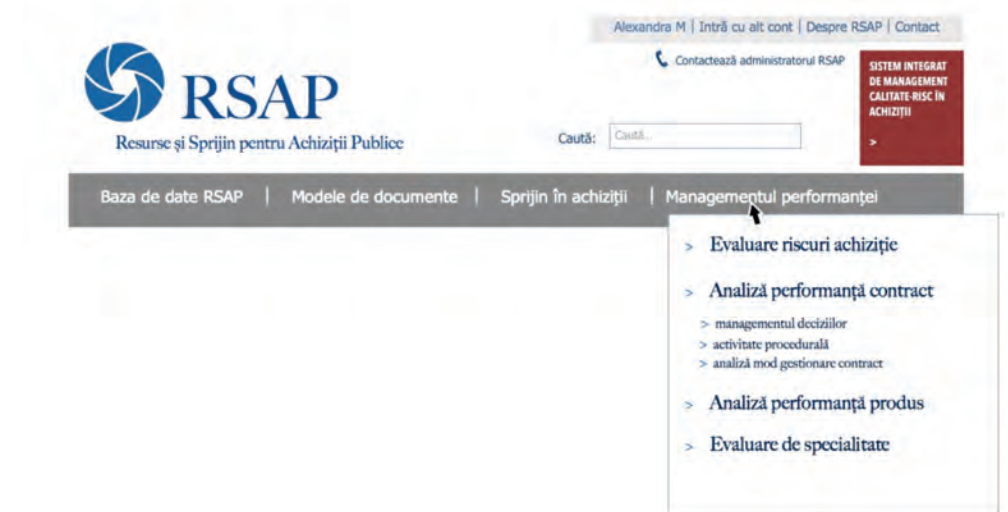 Alexandra M | Intră cu alt cont | Despre RSAP | Contact
Contactează administratorul RSAP
SISTEM INTEGRAT
DE MANAGEMENT
CALITATE-RISC ÎN
ACHIZIȚII
>
RSAP
Resurse și Sprijin pentru Achiziții Publice
Caută: Caută...
Baza de date RSAP | Modele de documente | Sprijin în achiziții | Managementul performanței
> Evaluare riscuri achiziție
> Analiză performanță contract
> managementul deciziilor
> activitate procedurală
> analiză mod gestionare contract
> Analiză performanță produs
> Evaluare de specialitate